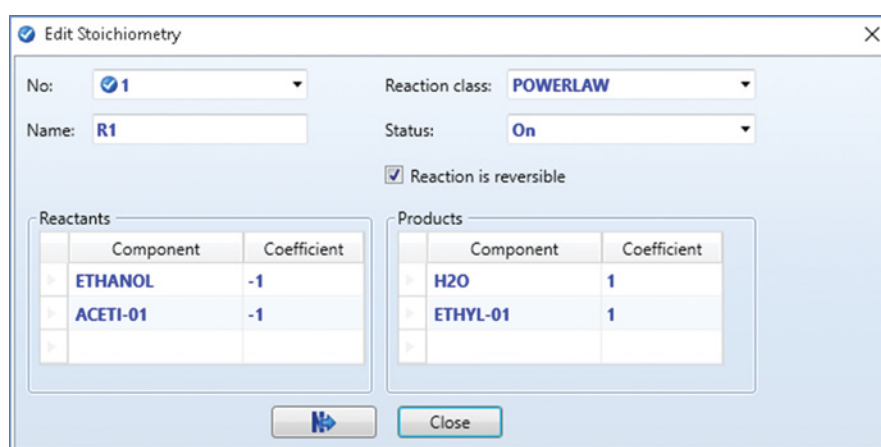 Edit Stoichiometry
No: 1 Reaction class: POWERLAW
Name: R1 Status: On
Reaction is reversible
Reactants Products
Component Coefficient Component Coefficient
ETHANOL -1 H2O 1
ACETI-01 -1 ETHYL-01 1
N Close